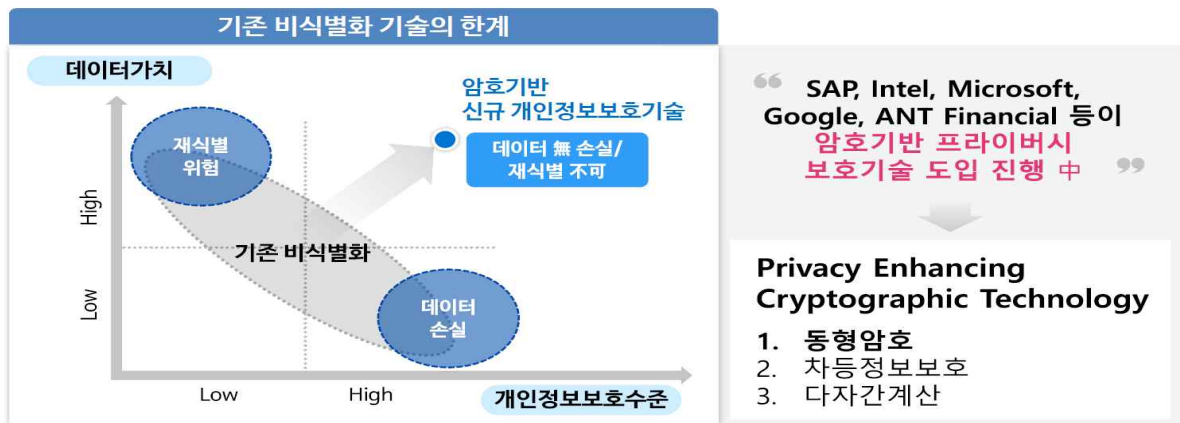 기존 비식별화 기술의 한계
데이터가치
암호기반
신규 개인정보보호기술
데이터 無 손실/
재식별 不可
재식별
위험
High
기존 비식별화
Low
데이터
손실
Low
High
개인정보보호수준
“
SAP, Intel, Microsoft,
Google, ANT Financial 등이
암호기반 프라이버시
보호기술 도입 진행 中
”
Privacy Enhancing
Cryptographic Technology
1. 동형암호
2. 차등정보보호
3. 다자간계산